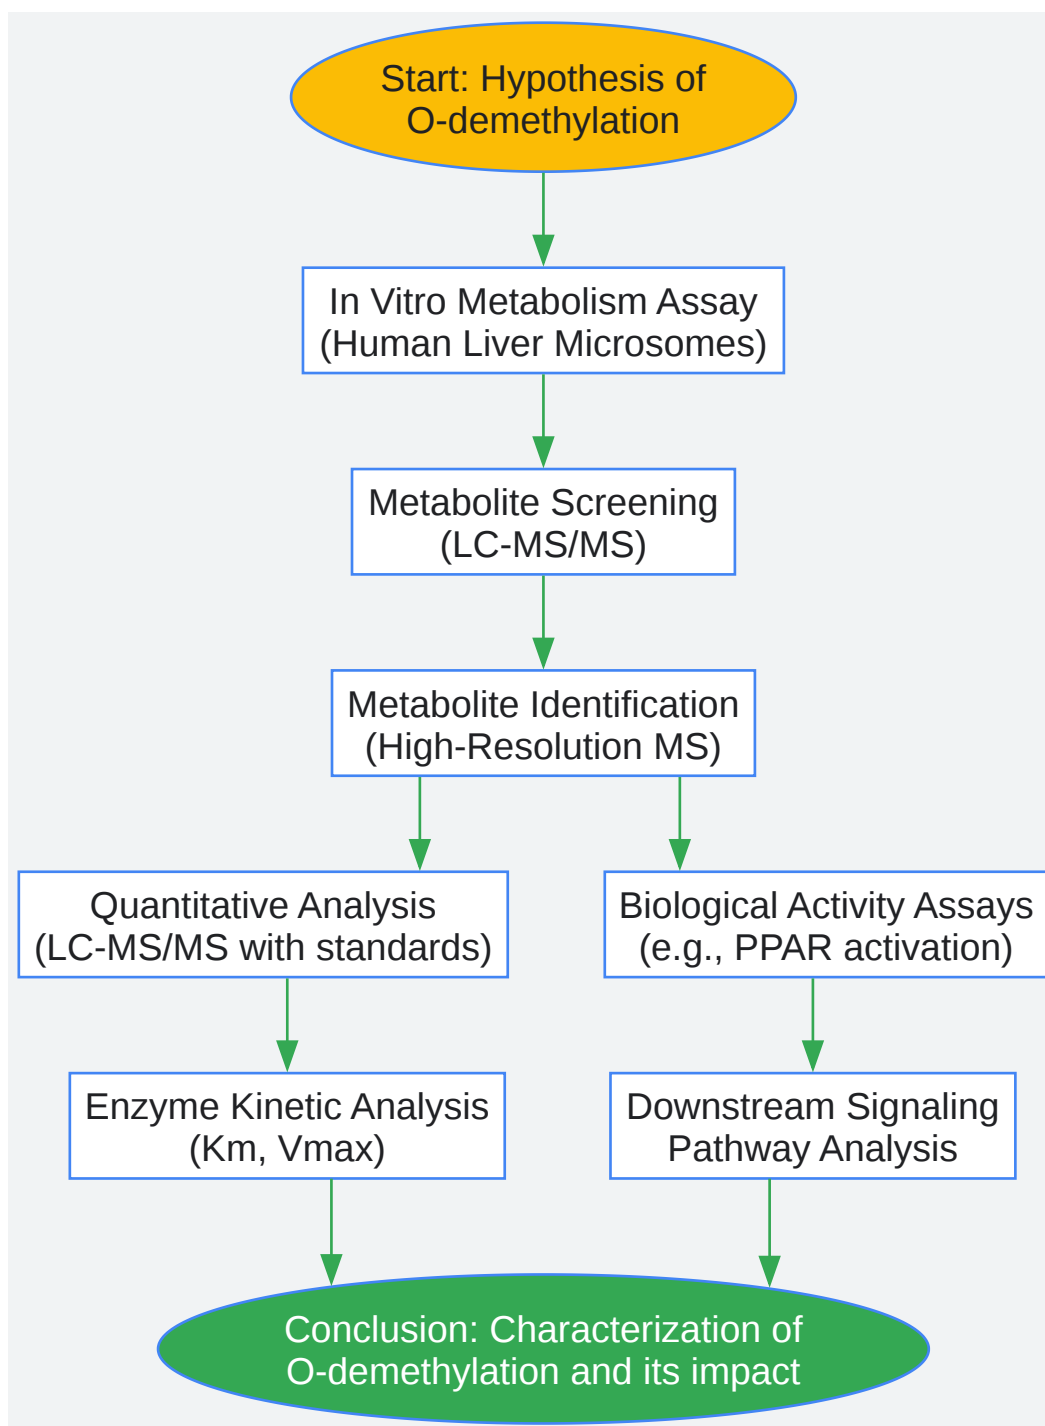 Start: Hypothesis of
O-demethylation
In Vitro Metabolism Assay
(Human Liver Microsomes)
Metabolite Screening
(LC-MS/MS)
Metabolite Identification
(High-Resolution MS)
Quantitative Analysis
(LC-MS/MS with standards)
Biological Activity Assays
(e.g., PPAR activation)
Enzyme Kinetic Analysis
(Km, Vmax)
Downstream Signaling
Pathway Analysis
Conclusion: Characterization of
O-demethylation and its impact